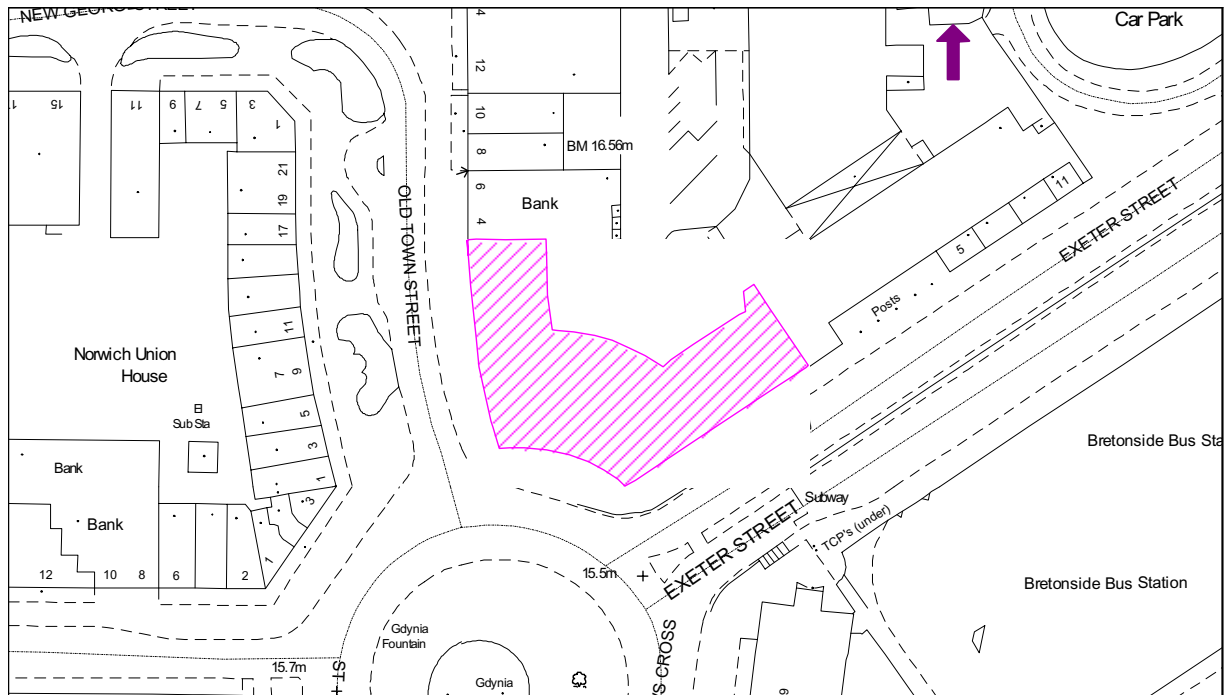 NEW GEORGE STREET
Car Park
15
11
9
7
5
3
1
4
12
10
8
6
4
BM 16.56m
Bank
21
19
17
11
9
7
5
3
1
3
1
OLD TOWN STREET
11
5
Posts
EXETER STREET
Norwich Union
House
El
Sub Sta
Bank
Bank
12
10
8
6
2
Bretonside Bus Sta
Subway
TCP's (under)
EXETER STREET
15.5m
Bretonside Bus Station
Gdynia
Fountain
15.7m
Gdynia
ST
S CROSS
9